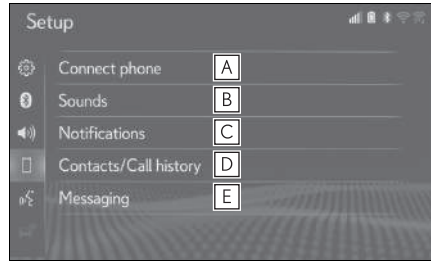 Setup
Connect phone A
Sounds B
Notifications C
Contacts/Call history D
Messaging E